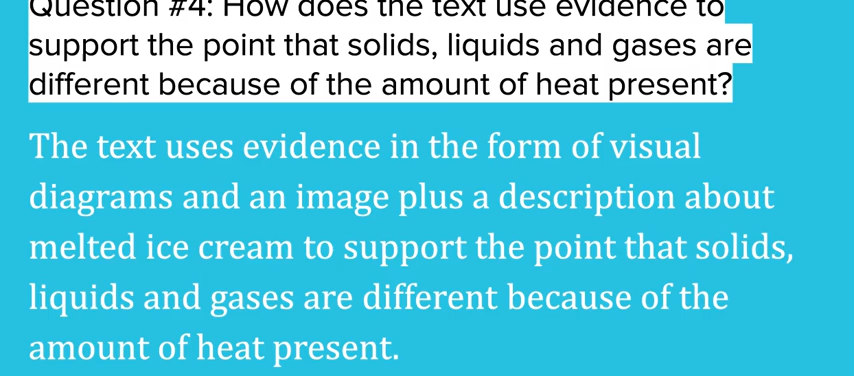 Question #4: How does the text use evidence to
support the point that solids, liquids and gases are
different because of the amount of heat present?
The text uses evidence in the form of visual
diagrams and an image plus a description about
melted ice cream to support the point that solids,
liquids and gases are different because of the
amount of heat present.